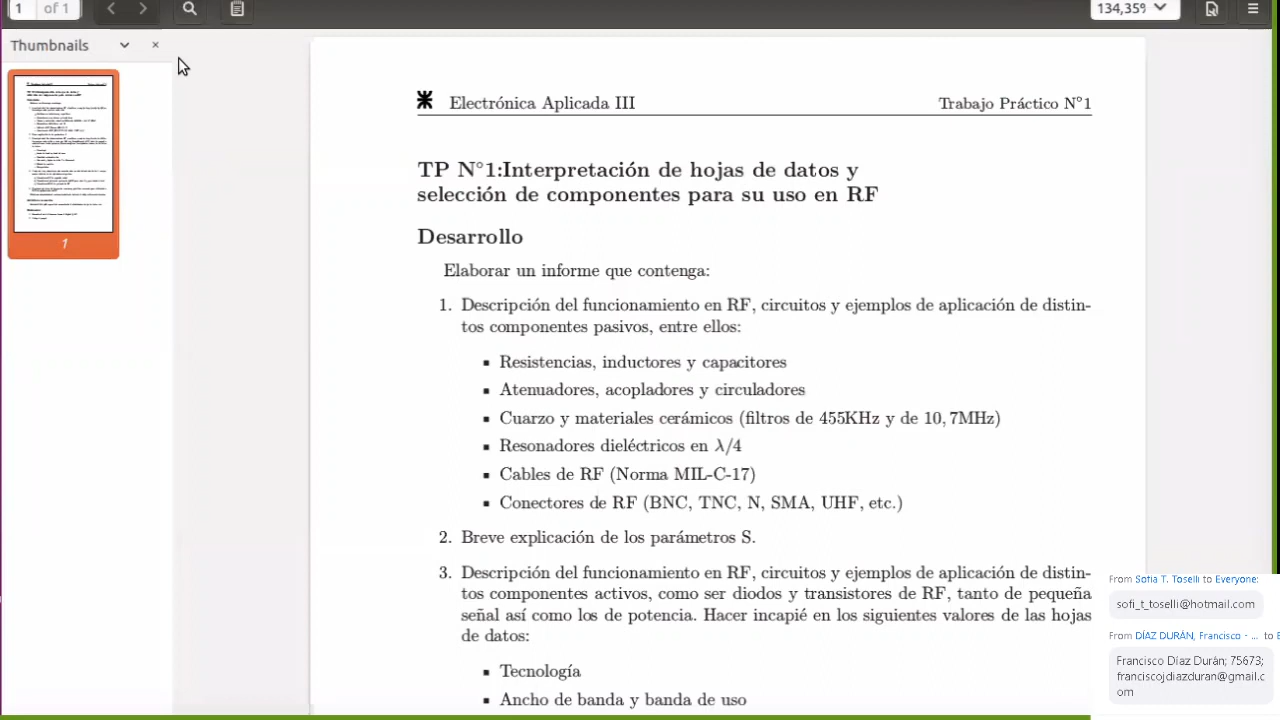 1 of 1
134,35%
Thumbnails
1
Electrónica Aplicada III
Trabajo Práctico N°1
TP N°1:Interpretación de hojas de datos y
selección de componentes para su uso en RF
Desarrollo
Elaborar un informe que contenga:
1. Descripción del funcionamiento en RF, circuitos y ejemplos de aplicación de distin-
tos componentes pasivos, entre ellos:
▪ Resistencias, inductores y capacitores
▪ Atenuadores, acopladores y circuladores
▪ Cuarzo y materiales cerámicos (filtros de 455KHz y de 10,7MHz)
▪ Resonadores dieléctricos en λ/4
▪ Cables de RF (Norma MIL-C-17)
▪ Conectores de RF (BNC, TNC, N, SMA, UHF, etc.)
2. Breve explicación de los parámetros S.
3. Descripción del funcionamiento en RF, circuitos y ejemplos de aplicación de distin-
tos componentes activos, como ser diodos y transistores de RF, tanto de pequeña
señal así como los de potencia. Hacer incapié en los siguientes valores de las hojas
de datos:
▪ Tecnología
▪ Ancho de banda y banda de uso
From Sofia T. Toselli to Everyone:
sofi_t_toselli@hotmail.com
From DÍAZ DURÁN, Francisco - ... to E
Francisco Díaz Durán; 75673;
franciscojdiazduran@gmail.c
om